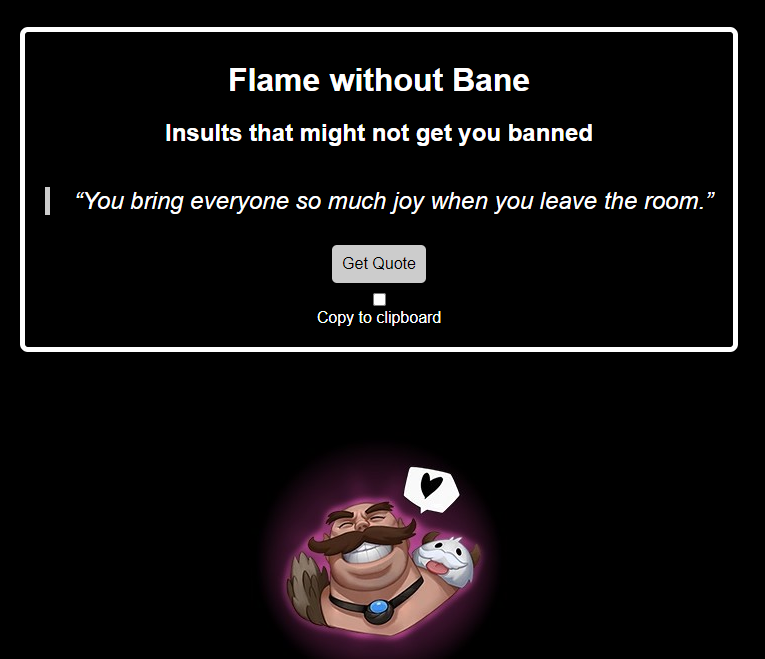 Flame without Bane
Insults that might not get you banned
“You bring everyone so much joy when you leave the room.”
Get Quote
Copy to clipboard